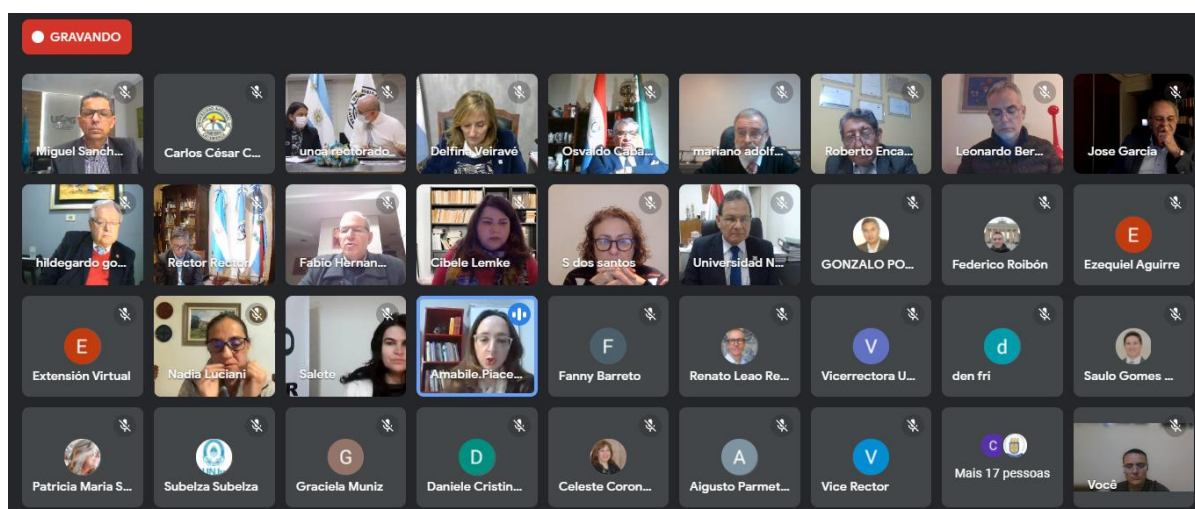 GRAVANDO
Miguel Sanch...
Carlos César C...
unca rectorado
Delfina Veiravé
Osvaldo Caba...
mariano adolf...
Roberto Enca...
Leonardo Ber...
Jose García
hildegardo go...
Rector Rector
Fabio Hernan...
Cibele Lemke
S dos santos
Universidad N...
GONZALO PO...
Federico Roibón
E
Ezequiel Aguirre
E
Extensión Virtual
Nadia Luciani
Salete
Amabile.Piace...
F
Fanny Barreto
Renato Leao Re...
V
Vicerrectora U...
d
den fri
Saulo Gomes ...
Patricia Maria S...
Subelza Subelza
G
Graciela Muniz
D
Daniele Cristin...
Celeste Coron...
A
Aigusto Parmet...
V
Vice Rector
C
Mais 17 pessoas
Você